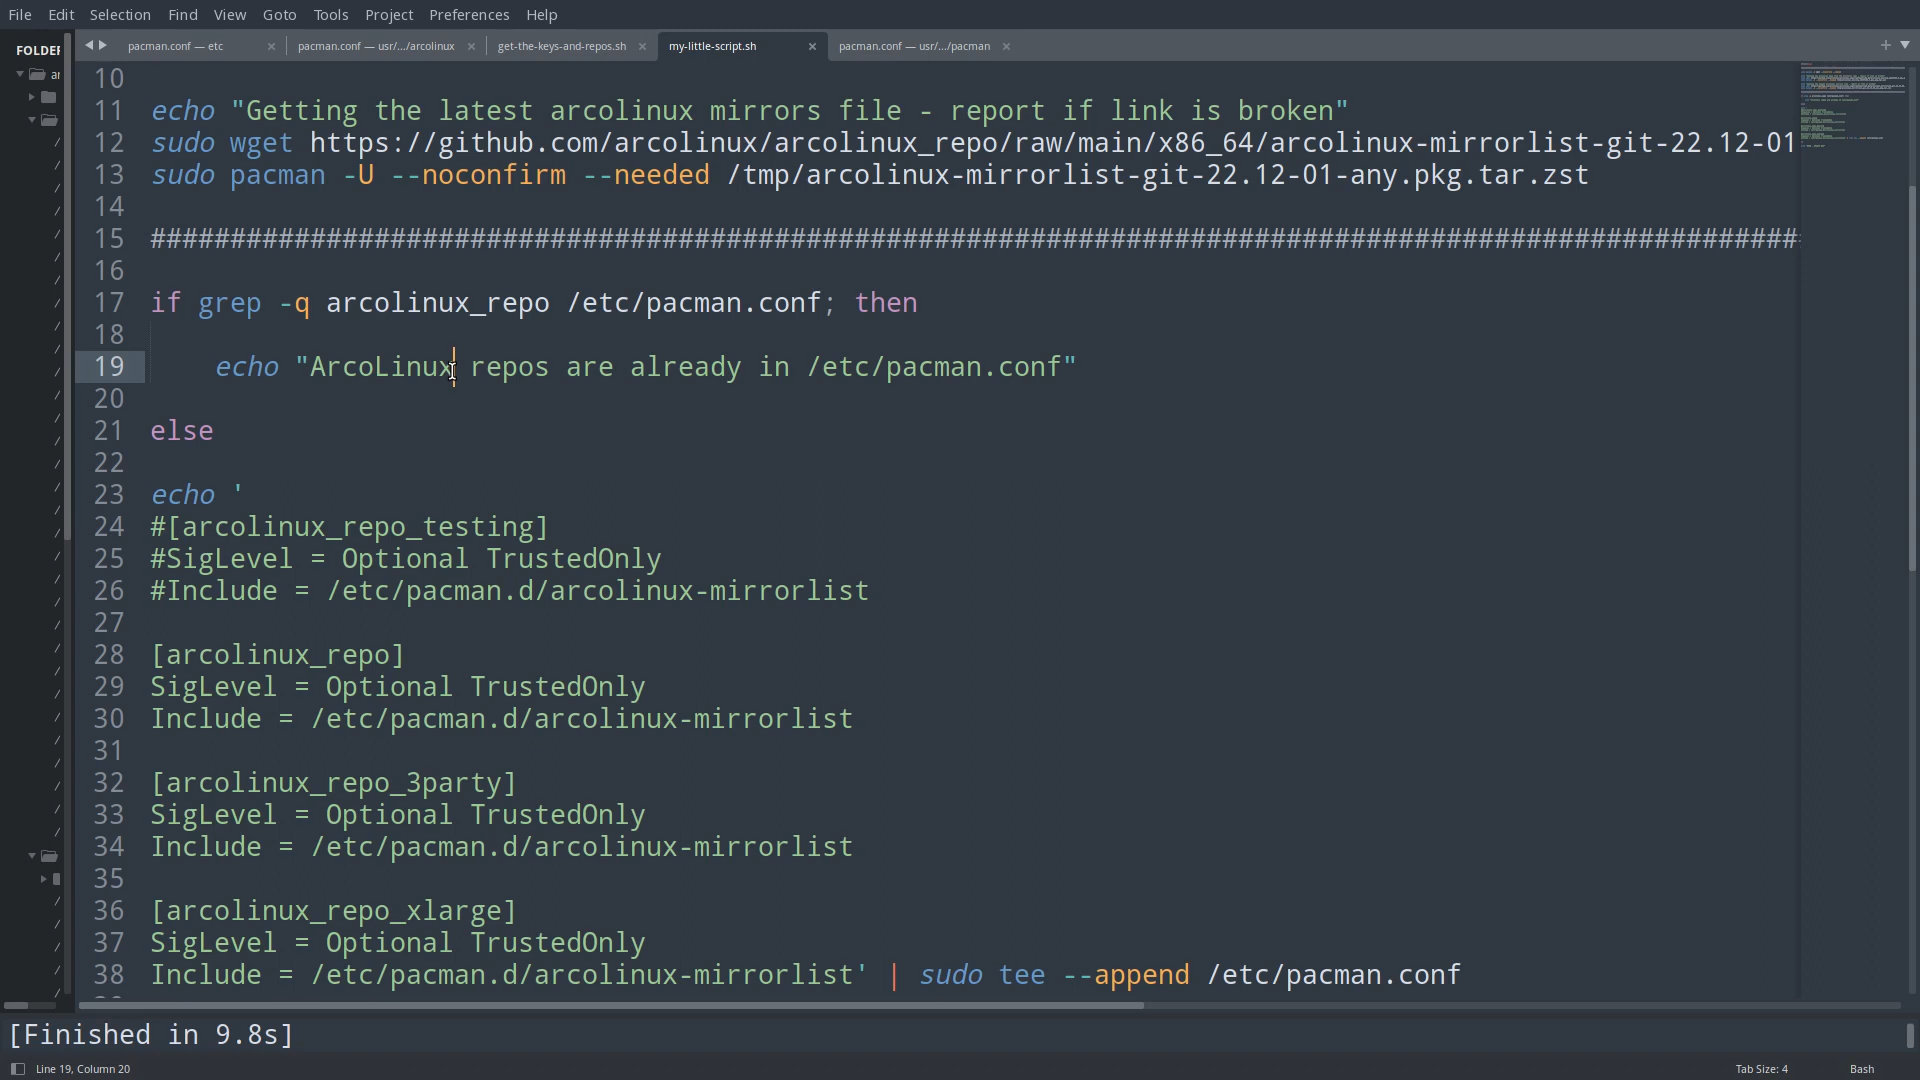 File Edit Selection Find View Goto Tools Project Preferences Help
FOLDER
pacman.conf — etc
pacman.conf — usr/.../arcolinux
get-the-keys-and-repos.sh
my-little-script.sh
pacman.conf — usr/.../pacman
10
11 echo "Getting the latest arcolinux mirrors file - report if link is broken"
12 sudo wget https://github.com/arcolinux/arcolinux_repo/raw/main/x86_64/arcolinux-mirrorlist-git-22.12-01
13 sudo pacman -U --noconfirm --needed /tmp/arcolinux-mirrorlist-git-22.12-01-any.pkg.tar.zst
14
15 #######################################################################################################
16
17 if grep -q arcolinux_repo /etc/pacman.conf; then
18
19 echo "ArcoLinux repos are already in /etc/pacman.conf"
20
21 else
22
23 echo '
24 #[arcolinux_repo_testing]
25 #SigLevel = Optional TrustedOnly
26 #Include = /etc/pacman.d/arcolinux-mirrorlist
27
28 [arcolinux_repo]
29 SigLevel = Optional TrustedOnly
30 Include = /etc/pacman.d/arcolinux-mirrorlist
31
32 [arcolinux_repo_3party]
33 SigLevel = Optional TrustedOnly
34 Include = /etc/pacman.d/arcolinux-mirrorlist
35
36 [arcolinux_repo_xlarge]
37 SigLevel = Optional TrustedOnly
38 Include = /etc/pacman.d/arcolinux-mirrorlist' | sudo tee --append /etc/pacman.conf
[Finished in 9.8s]
Line 19, Column 20
Tab Size: 4
Bash